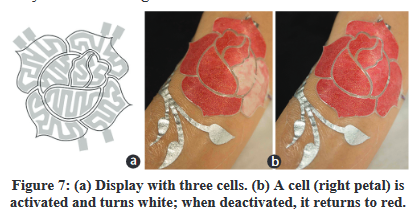 a
b
Figure 7: (a) Display with three cells. (b) A cell (right petal) is
activated and turns white; when deactivated, it returns to red.